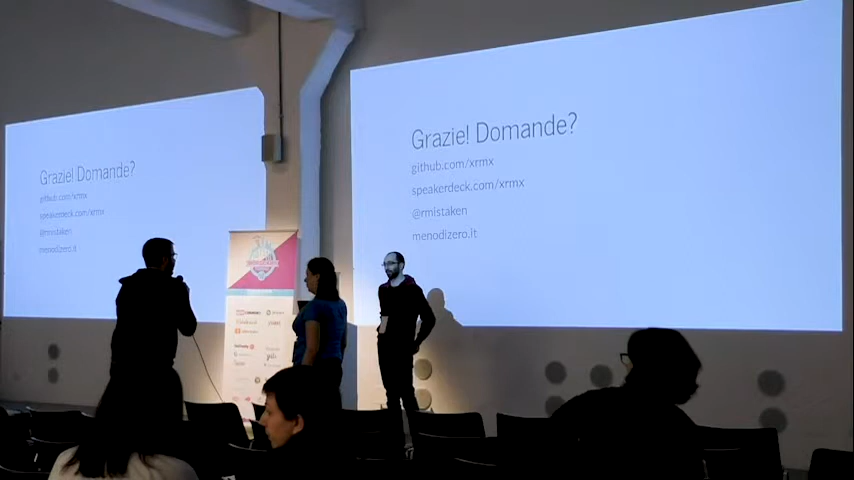 Grazie! Domande?
github.com/xrmx
speakerdeck.com/xrmx
@rmistaken
menodizero.it
Grazie! Domande?
github.com/xrmx
speakerdeck.com/xrmx
@rmistaken
menodizero.it